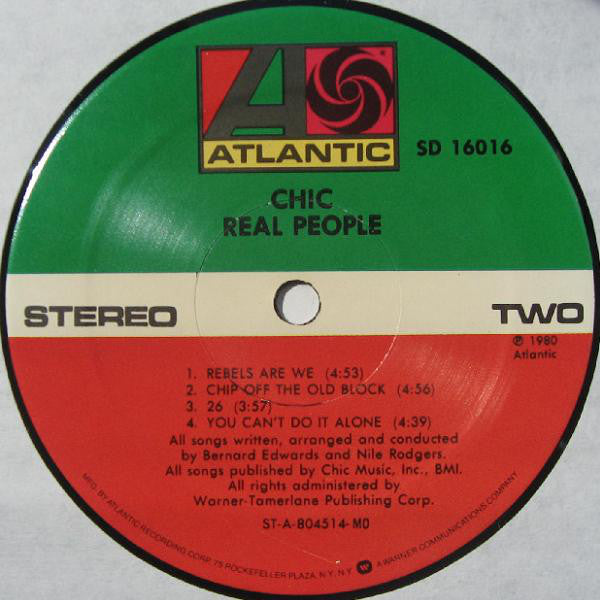 ATLANTIC
SD 16016
CHIC
REAL PEOPLE
STEREO
TWO
℗ 1980
Atlantic
1. REBELS ARE WE (4:53)
2. CHIP OFF THE OLD BLOCK (4:56)
3. 26 (3:57)
4. YOU CAN'T DO IT ALONE (4:39)
All songs written, arranged and conducted
by Bernard Edwards and Nile Rodgers.
All songs published by Chic Music, Inc., BMI.
All rights administered by
Warner-Tamerlane Publishing Corp.
ST-A-804514-MO
MFG. BY ATLANTIC RECORDING CORP. 75 ROCKEFELLER PLAZA, N.Y., N.Y. A WARNER COMMUNICATIONS COMPANY